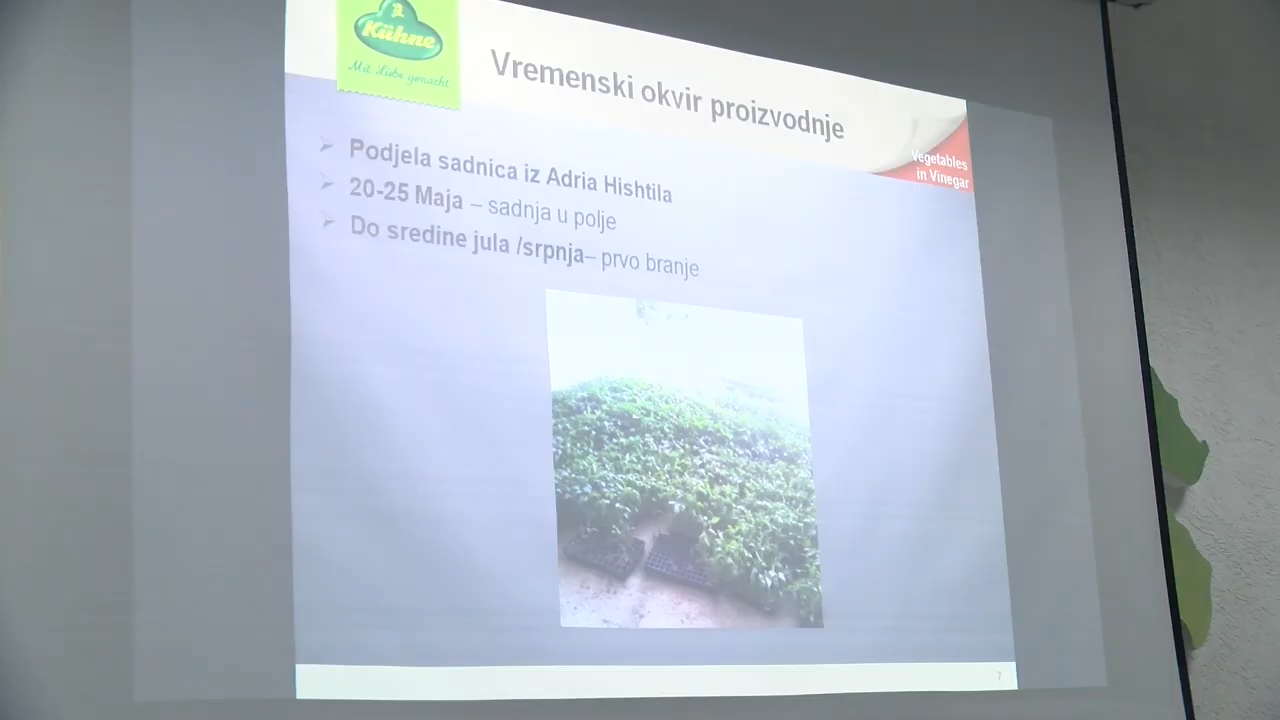 Kühne
Mit Liebe gemacht
Vremenski okvir proizvodnje
Vegetables
in Vinegar
Podjela sadnica iz Adria Hishtila
20-25 Maja – sadnja u polje
Do sredine jula /srpnja– prvo branje
7